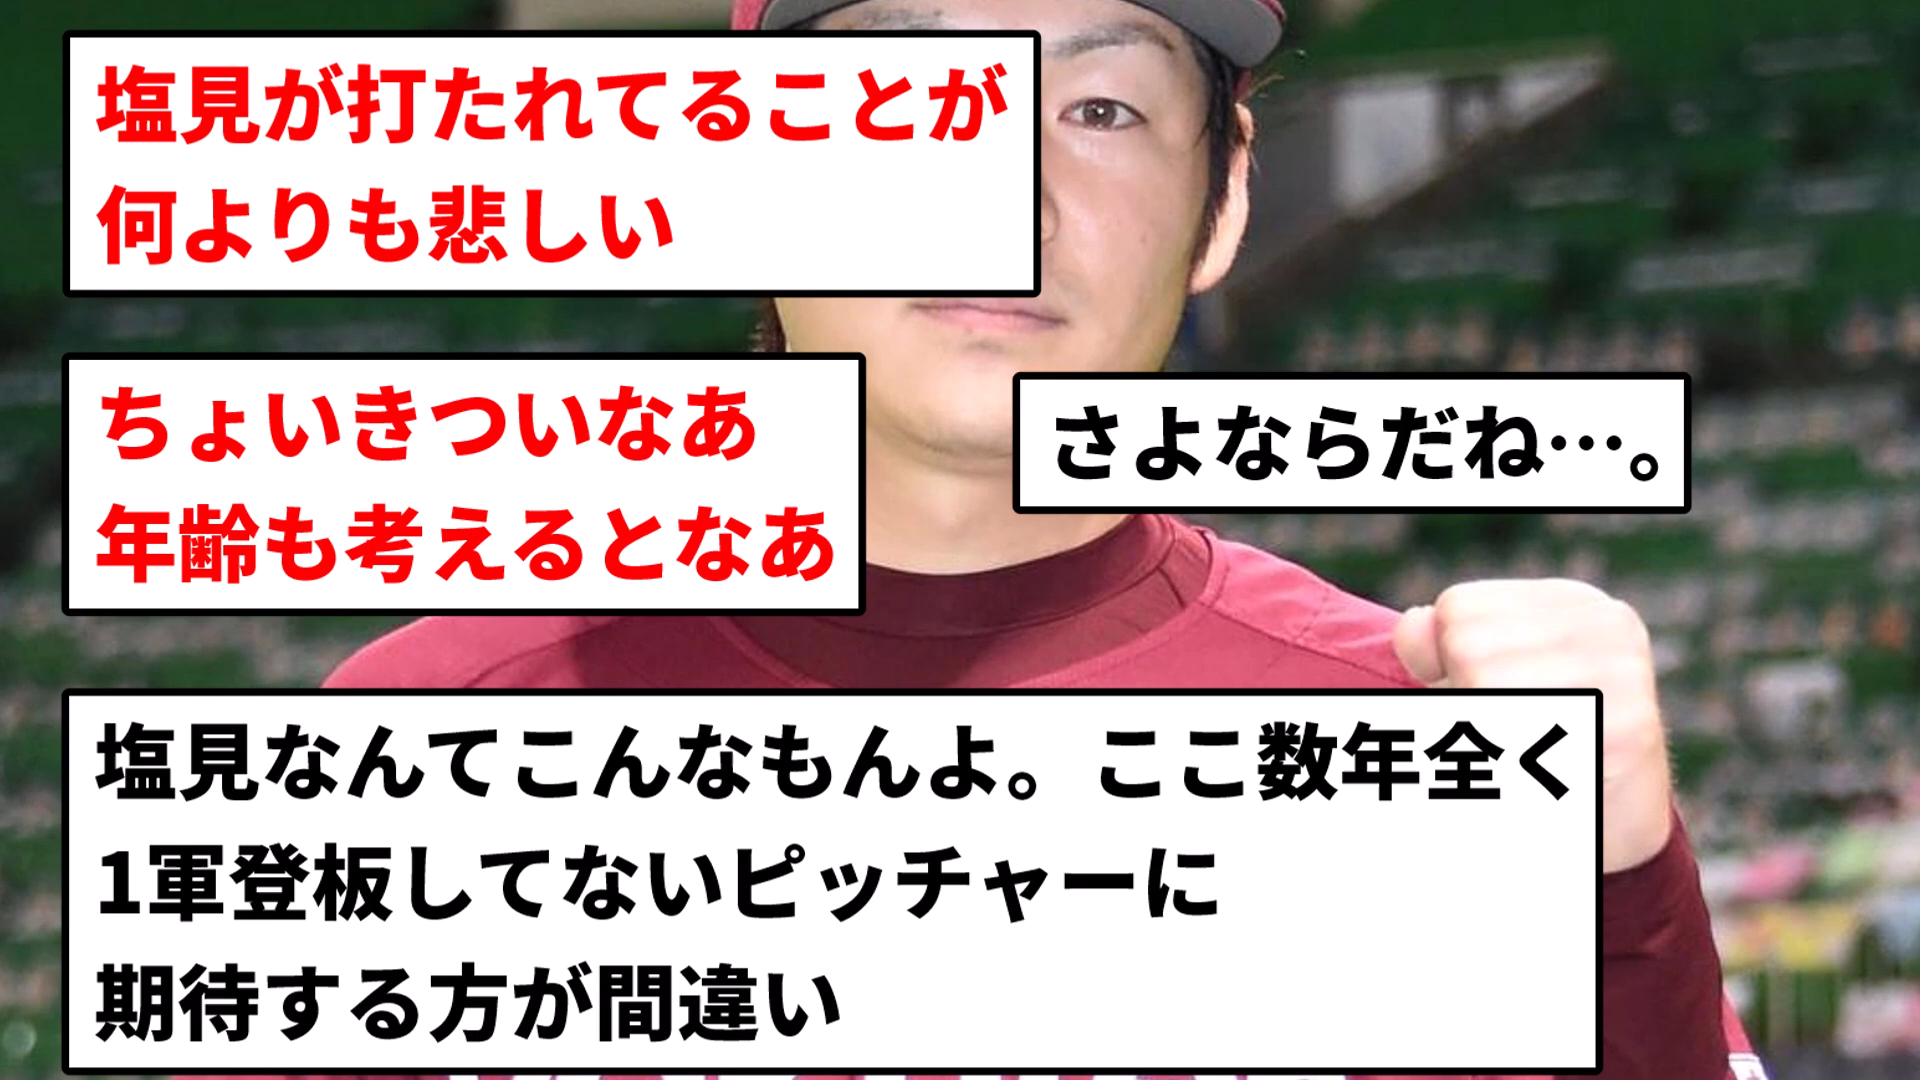 塩見が打たれてることが
何よりも悲しい
ちょいきついなあ
年齢も考えるとなあ
さよならだね…。
塩見なんてこんなもんよ。ここ数年全く
1軍登板してないピッチャーに
期待する方が間違い